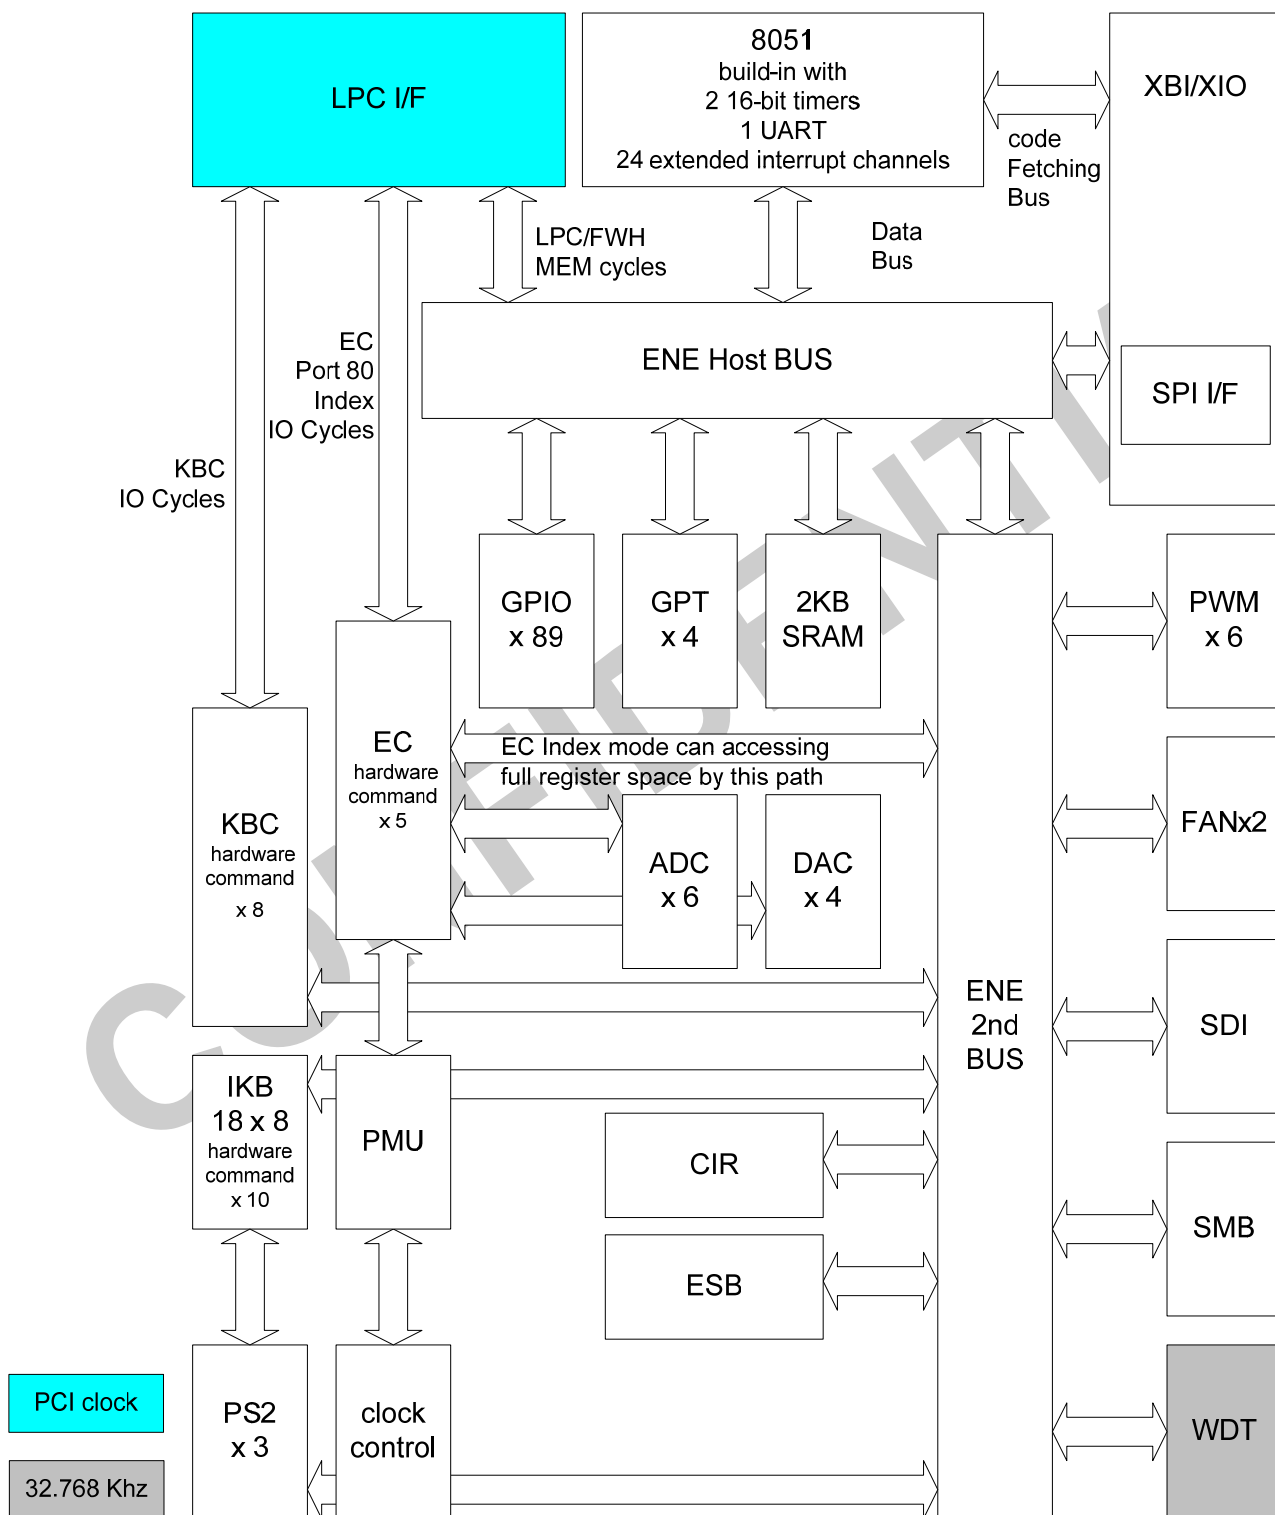 LPC I/F
8051
build-in with
2 16-bit timers
1 UART
24 extended interrupt channels
XBI/XIO
code
Fetching
Bus
LPC/FWH
MEM cycles
Data
Bus
EC
Port 80
Index
IO Cycles
ENE Host BUS
SPI I/F
KBC
IO Cycles
GPIO
x 89
GPT
x 4
2KB
SRAM
PWM
x 6
EC
hardware
command
x 5
EC Index mode can accessing
full register space by this path
KBC
hardware
command
x 8
ADC
x 6
DAC
x 4
FANx2
ENE
2nd
BUS
SDI
IKB
18 x 8
hardware
command
x 10
PMU
CIR
ESB
SMB
PCI clock
32.768 Khz
PS2
x 3
clock
control
WDT